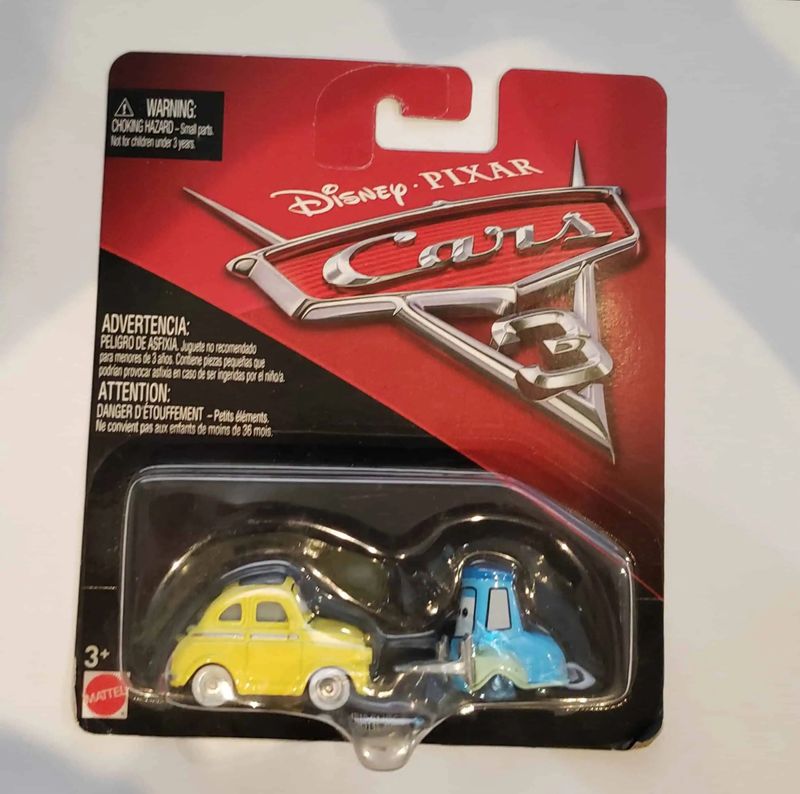 WARNING:
CHOKING HAZARD – Small parts.
Not for children under 3 years.
Disney · PIXAR
Cars
3
ADVERTENCIA:
PELIGRO DE ASFIXIA. Juguete no recomendado
para menores de 3 años. Contiene piezas pequeñas que
podrían provocar asfixia en caso de ser ingeridas por el niño/a.
ATTENTION:
DANGER D'ÉTOUFFEMENT – Petits éléments.
Ne convient pas aux enfants de moins de 36 mois.
3+
MATTEL